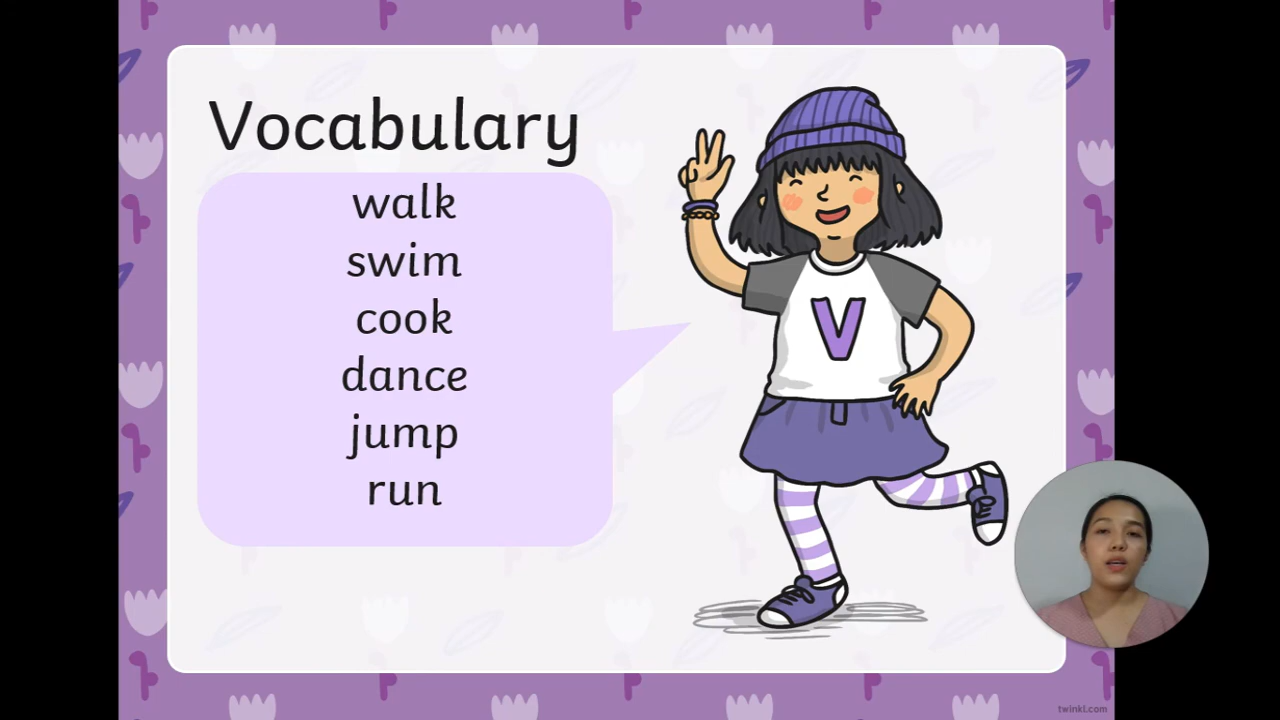 Vocabulary
walk
swim
cook
dance
jump
run
V
twinkl.com